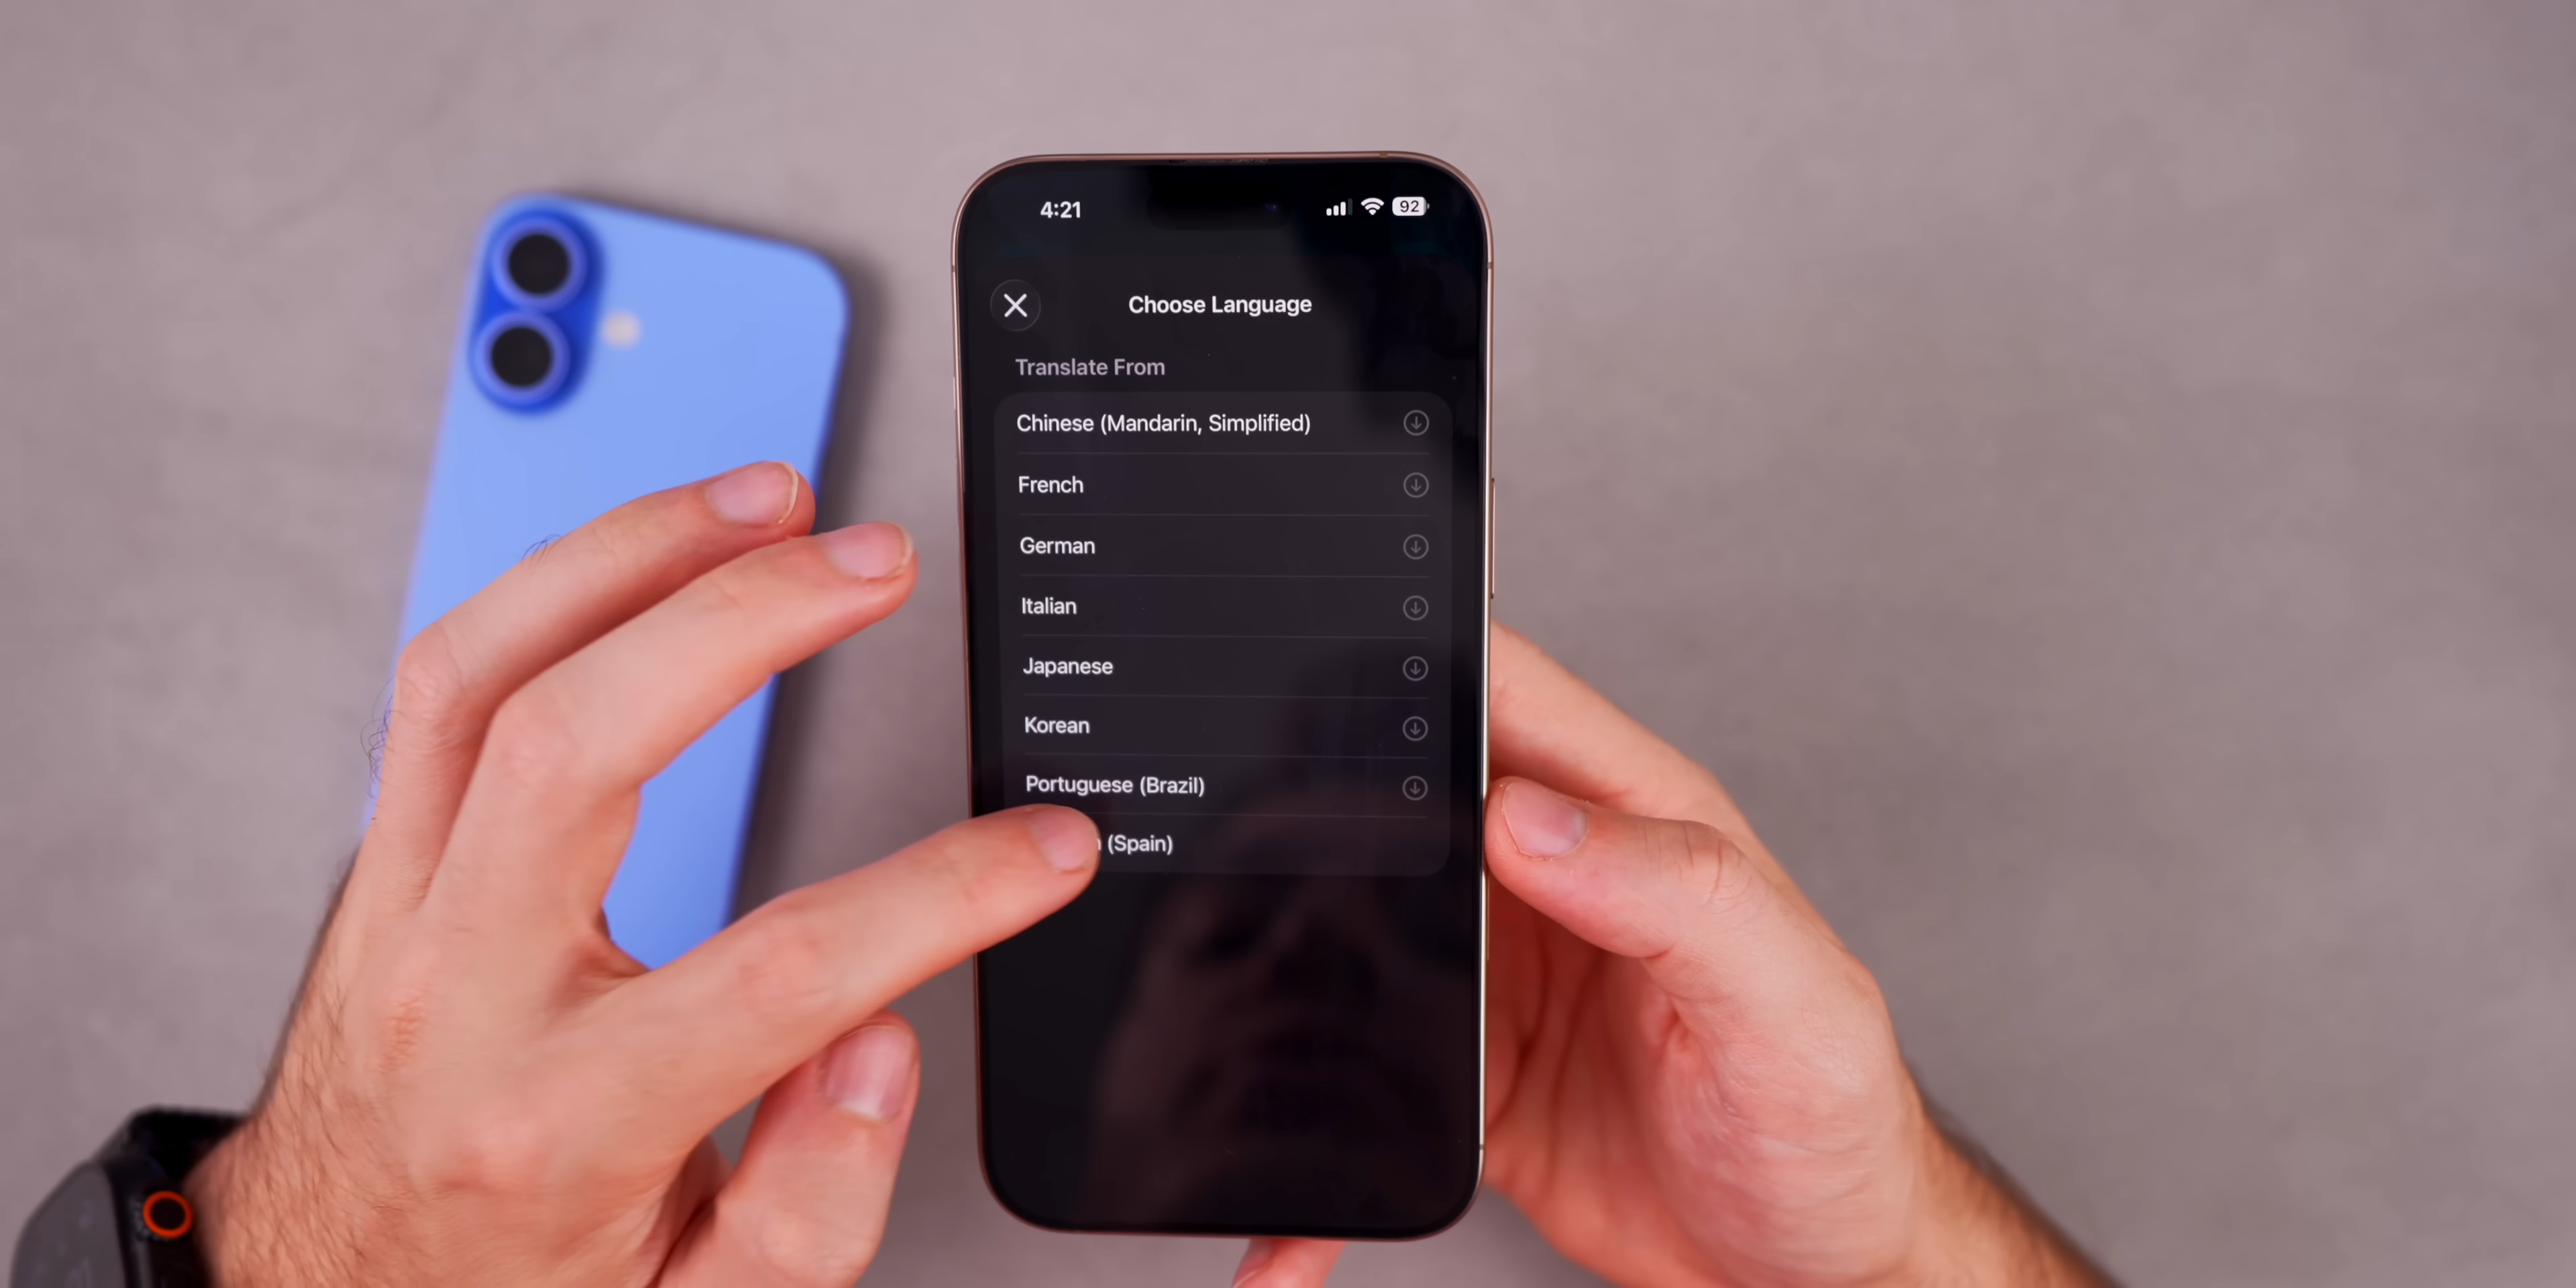 4:21
92
Choose Language
Translate From
Chinese (Mandarin, Simplified)
French
German
Italian
Japanese
Korean
Portuguese (Brazil)
(Spain)